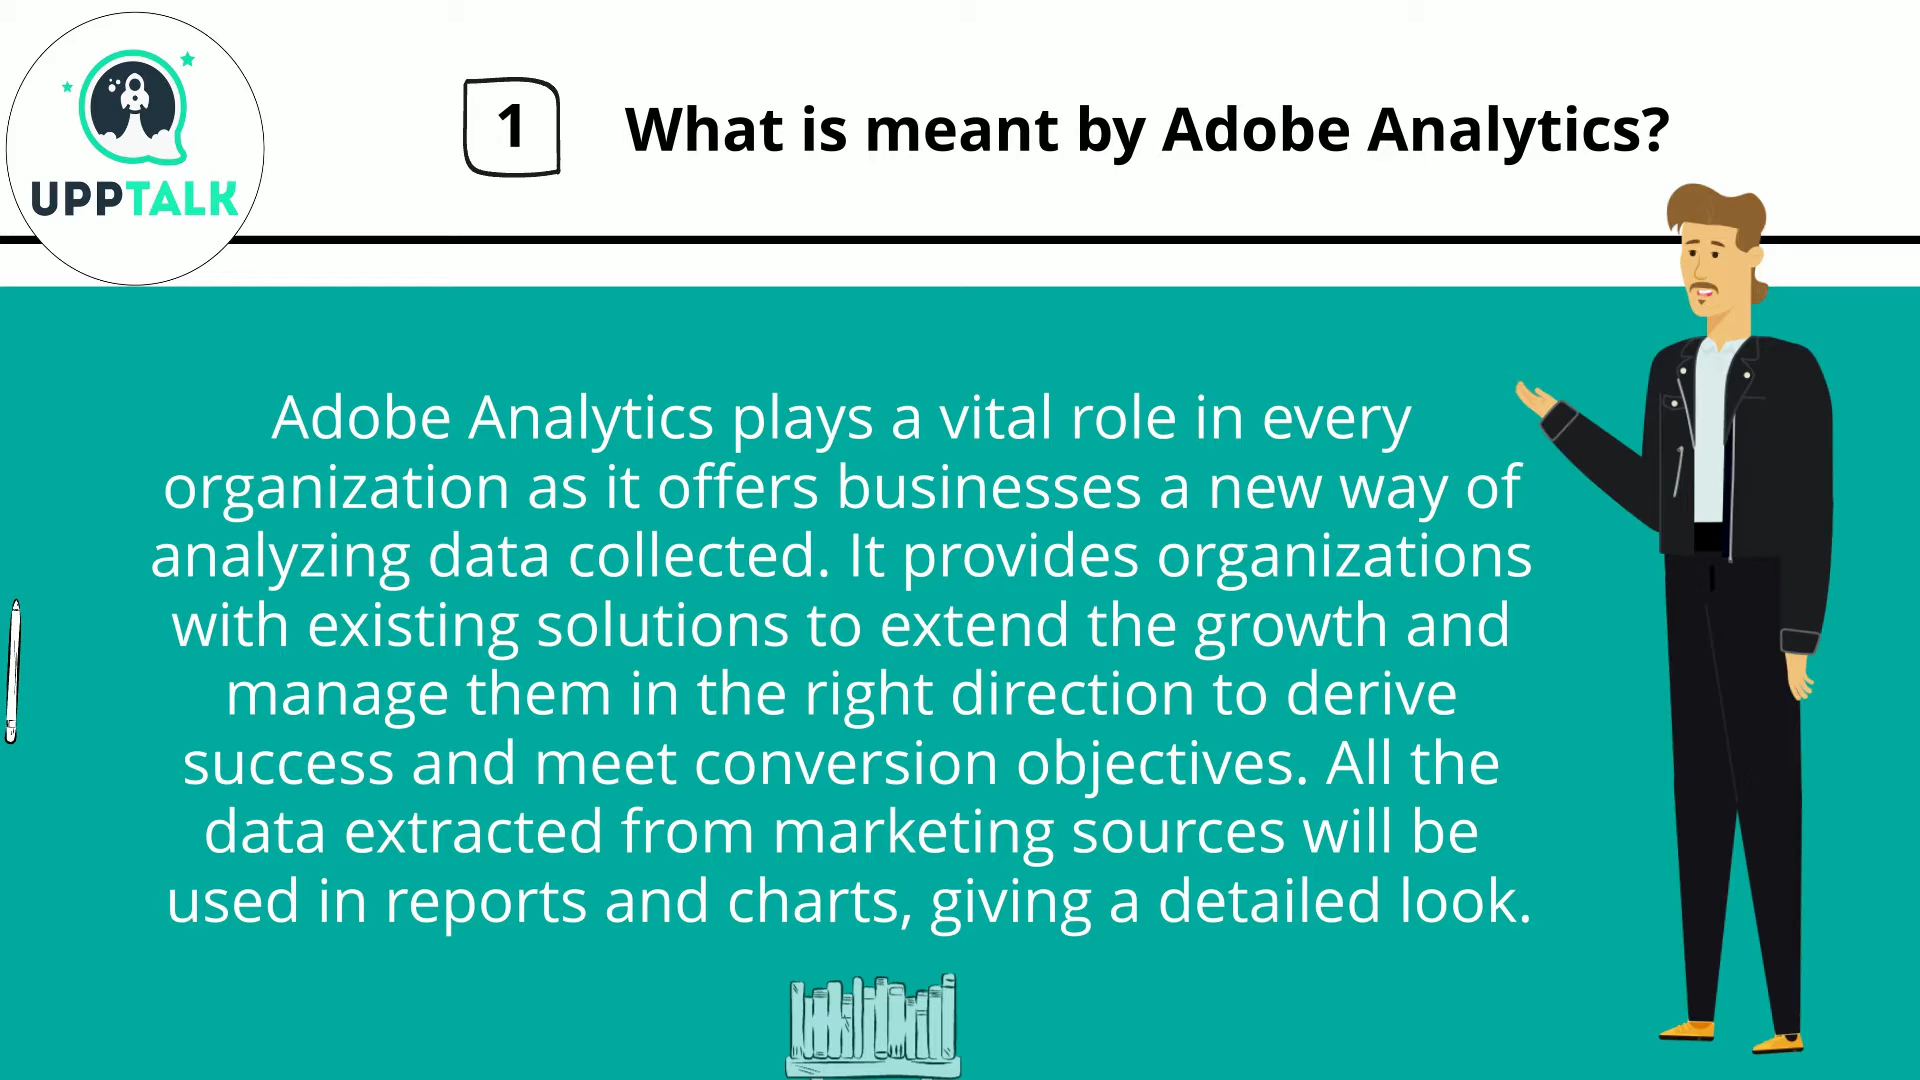 UPPTALK
1
What is meant by Adobe Analytics?
Adobe Analytics plays a vital role in every
organization as it offers businesses a new way of
analyzing data collected. It provides organizations
with existing solutions to extend the growth and
manage them in the right direction to derive
success and meet conversion objectives. All the
data extracted from marketing sources will be
used in reports and charts, giving a detailed look.